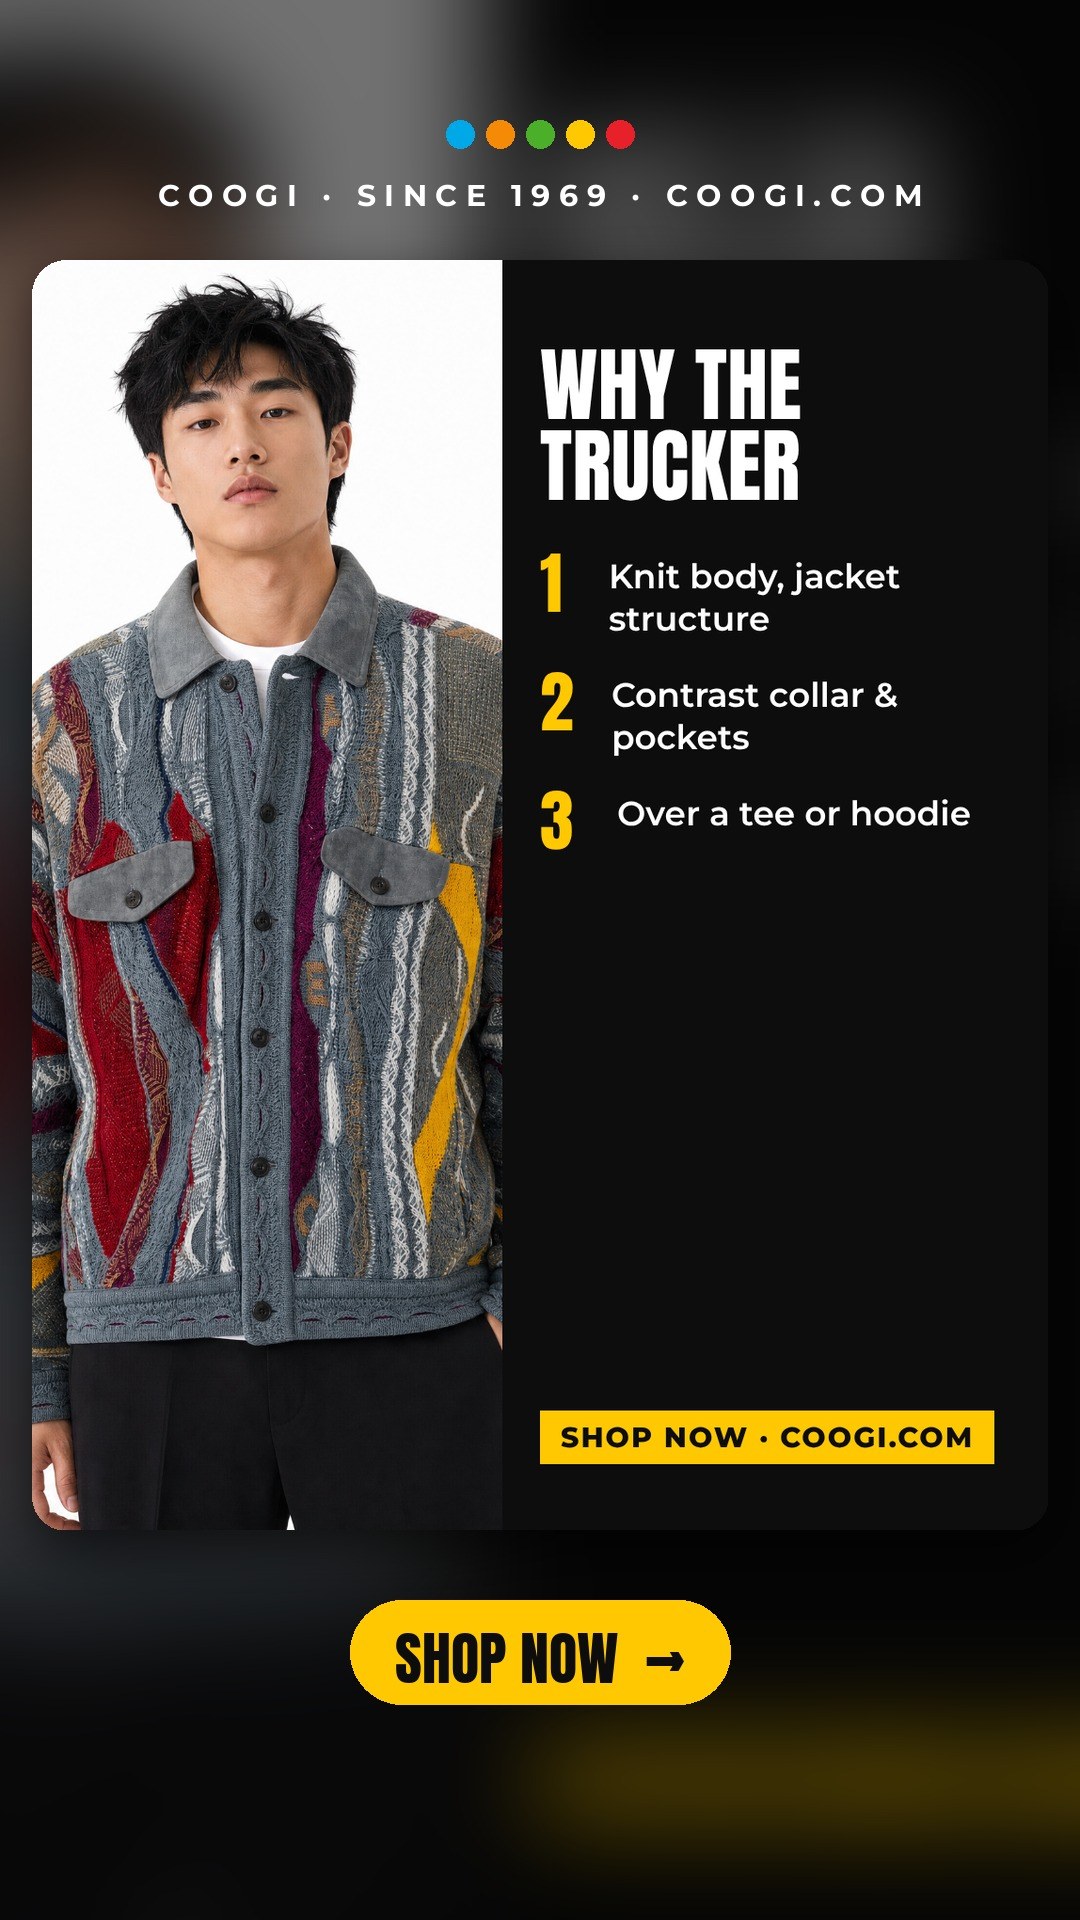 COOGI · SINCE 1969 · COOGI.COM
WHY THE
TRUCKER
1 Knit body, jacket
structure
2 Contrast collar &
pockets
3 Over a tee or hoodie
SHOP NOW · COOGI.COM
SHOP NOW →